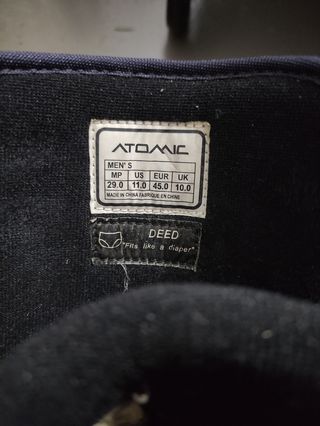 ATOMIC
MEN'S
MP US EUR UK
29.0 11.0 45.0 10.0
MADE IN CHINA FABRIQUE EN CHINE
DEED
"Fits like a diaper"